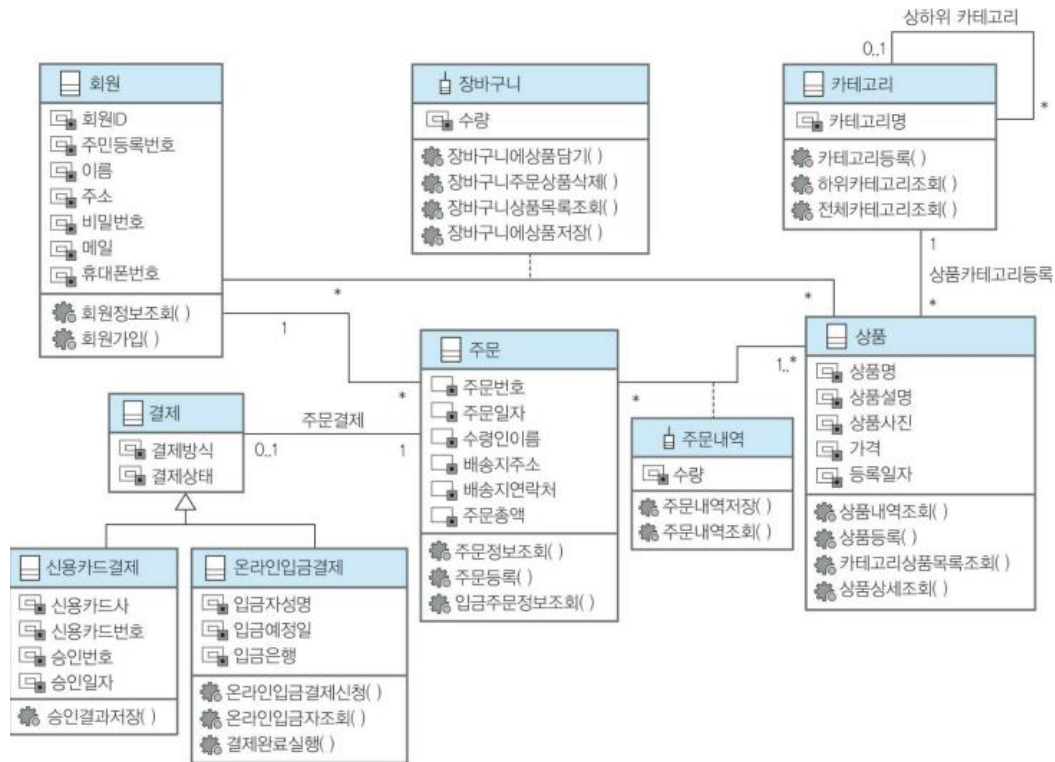 상하위 카테고리
0..1
*
회원
회원ID
주민등록번호
이름
주소
비밀번호
메일
휴대폰번호
회원정보조회( )
회원가입( )
장바구니
수량
장바구니에상품담기( )
장바구니주문상품삭제( )
장바구니상품목록조회( )
장바구니에상품저장( )
카테고리
카테고리명
카테고리등록( )
하위카테고리조회( )
전체카테고리조회( )
1
상품카테고리등록
*
*
*
1
*
주문
주문번호
주문일자
수령인이름
배송지주소
배송지연락처
주문총액
주문정보조회( )
주문등록( )
입금주문정보조회( )
1..*
*
상품
상품명
상품설명
상품사진
가격
등록일자
상품내역조회( )
상품등록( )
카테고리상품목록조회( )
상품상세조회( )
결제
결제방식
결제상태
주문결제
0..1
1
주문내역
수량
주문내역저장( )
주문내역조회( )
신용카드결제
신용카드사
신용카드번호
승인번호
승인일자
승인결과저장( )
온라인입금결제
입금자성명
입금예정일
입금은행
온라인입금결제신청( )
온라인입금자조회( )
결제완료실행( )